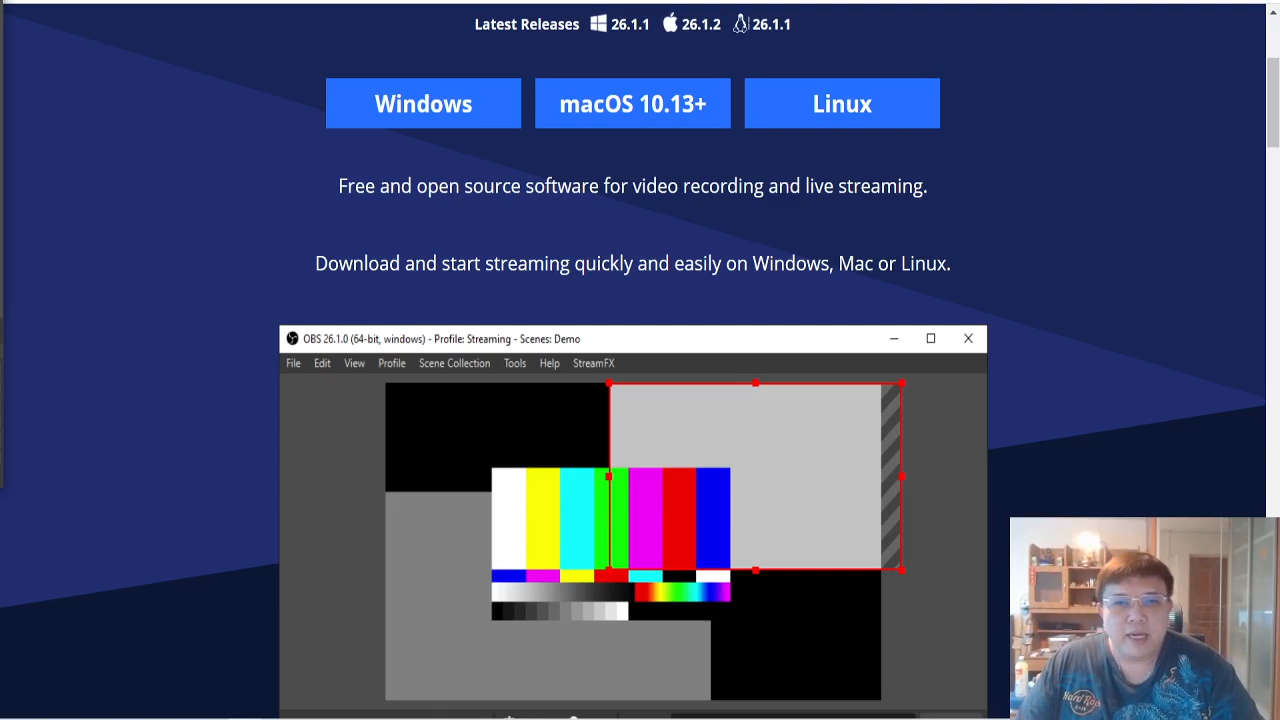 Latest Releases 26.1.1 26.1.2 26.1.1
Windows macOS 10.13+ Linux
Free and open source software for video recording and live streaming.
Download and start streaming quickly and easily on Windows, Mac or Linux.
OBS 26.1.0 (64-bit, windows) - Profile: Streaming - Scenes: Demo
File Edit View Profile Scene Collection Tools Help StreamFX
Hard Rock